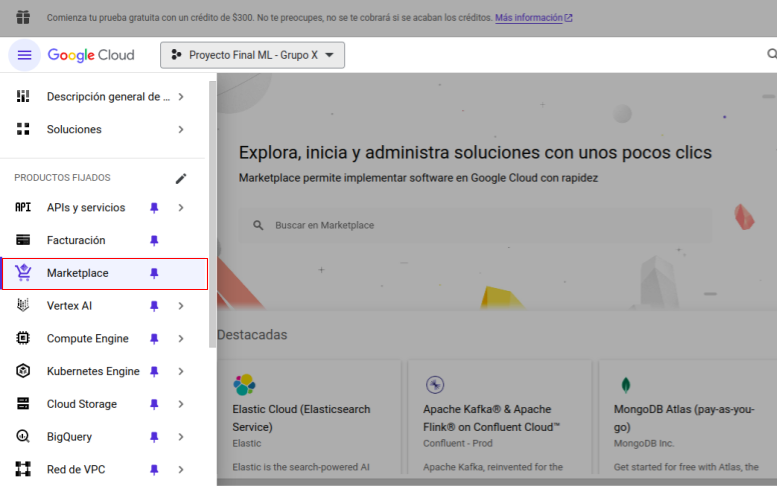 Comienza tu prueba gratuita con un crédito de $300. No te preocupes, no se te cobrará si se acaban los créditos. Más información
Google Cloud
Proyecto Final ML - Grupo X
Descripción general de ...
Soluciones
PRODUCTOS FIJADOS
API APIs y servicios
Facturación
Marketplace
Vertex AI
Compute Engine
Kubernetes Engine
Cloud Storage
BigQuery
Red de VPC
Explora, inicia y administra soluciones con unos pocos clics
Marketplace permite implementar software en Google Cloud con rapidez
Buscar en Marketplace
Destacadas
Elastic Cloud (Elasticsearch
Service)
Elastic
Elastic is the search-powered AI
Apache Kafka® & Apache
Flink® on Confluent Cloud™
Confluent - Prod
Apache Kafka, reinvented for the
MongoDB Atlas (pay-as-you-
go)
MongoDB Inc.
Get started for free with Atlas, the